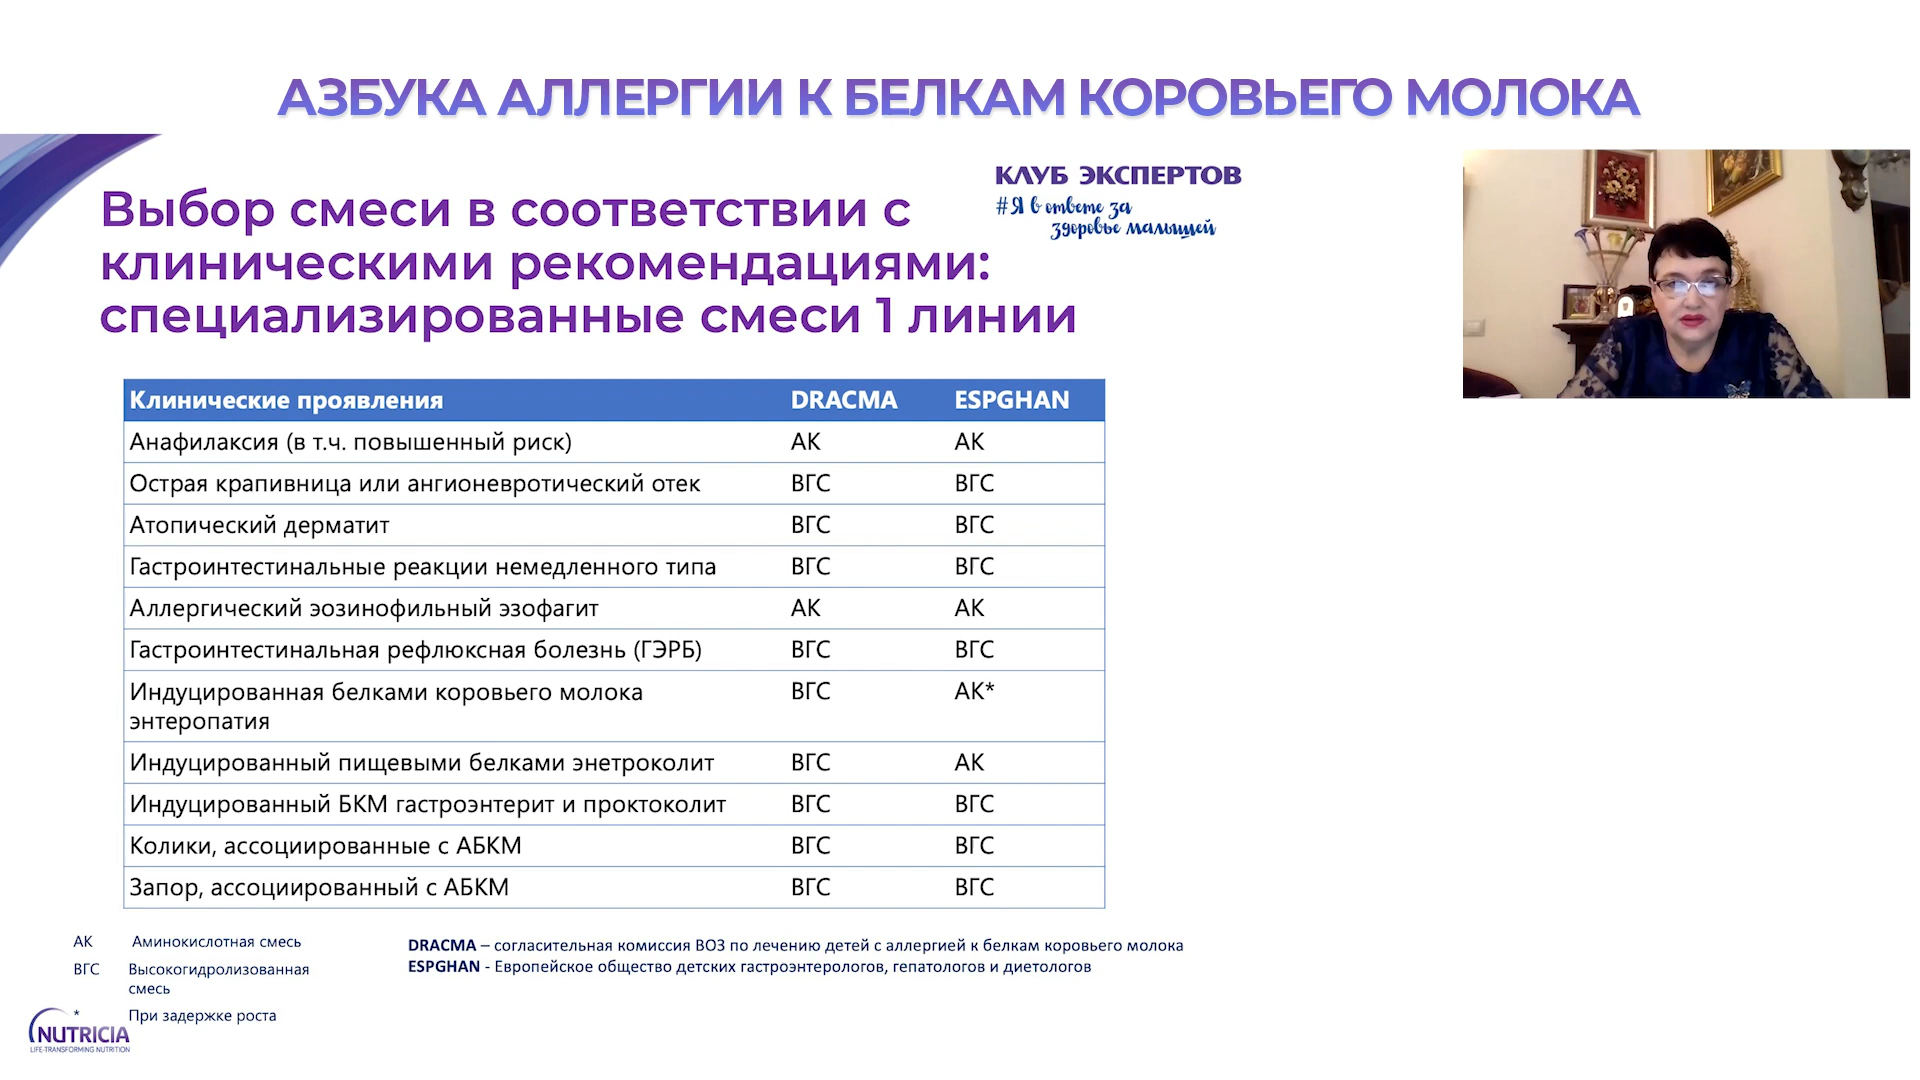 АЗБУКА АЛЛЕРГИИ К БЕЛКАМ КОРОВЬЕГО МОЛОКА
КЛУБ ЭКСПЕРТОВ
#Я в ответе за
здоровье малышей
Выбор смеси в соответствии с
клиническими рекомендациями:
специализированные смеси 1 линии
Клинические проявления DRACMA ESPGHAN
Анафилаксия (в т.ч. повышенный риск) АК АК
Острая крапивница или ангионевротический отек ВГС ВГС
Атопический дерматит ВГС ВГС
Гастроинтестинальные реакции немедленного типа ВГС ВГС
Аллергический эозинофильный эзофагит АК АК
Гастроинтестинальная рефлюксная болезнь (ГЭРБ) ВГС ВГС
Индуцированная белками коровьего молока ВГС АК*
энтеропатия
Индуцированный пищевыми белками энетроколит ВГС АК
Индуцированный БКМ гастроэнтерит и проктоколит ВГС ВГС
Колики, ассоциированные с АБКМ ВГС ВГС
Запор, ассоциированный с АБКМ ВГС ВГС
АК Аминокислотная смесь
ВГС Высокогидролизованная
смесь
* При задержке роста
DRACMA – согласительная комиссия ВОЗ по лечению детей с аллергией к белкам коровьего молока
ESPGHAN - Европейское общество детских гастроэнтерологов, гепатологов и диетологов
NUTRICIA
LIFE-TRANSFORMING NUTRITION